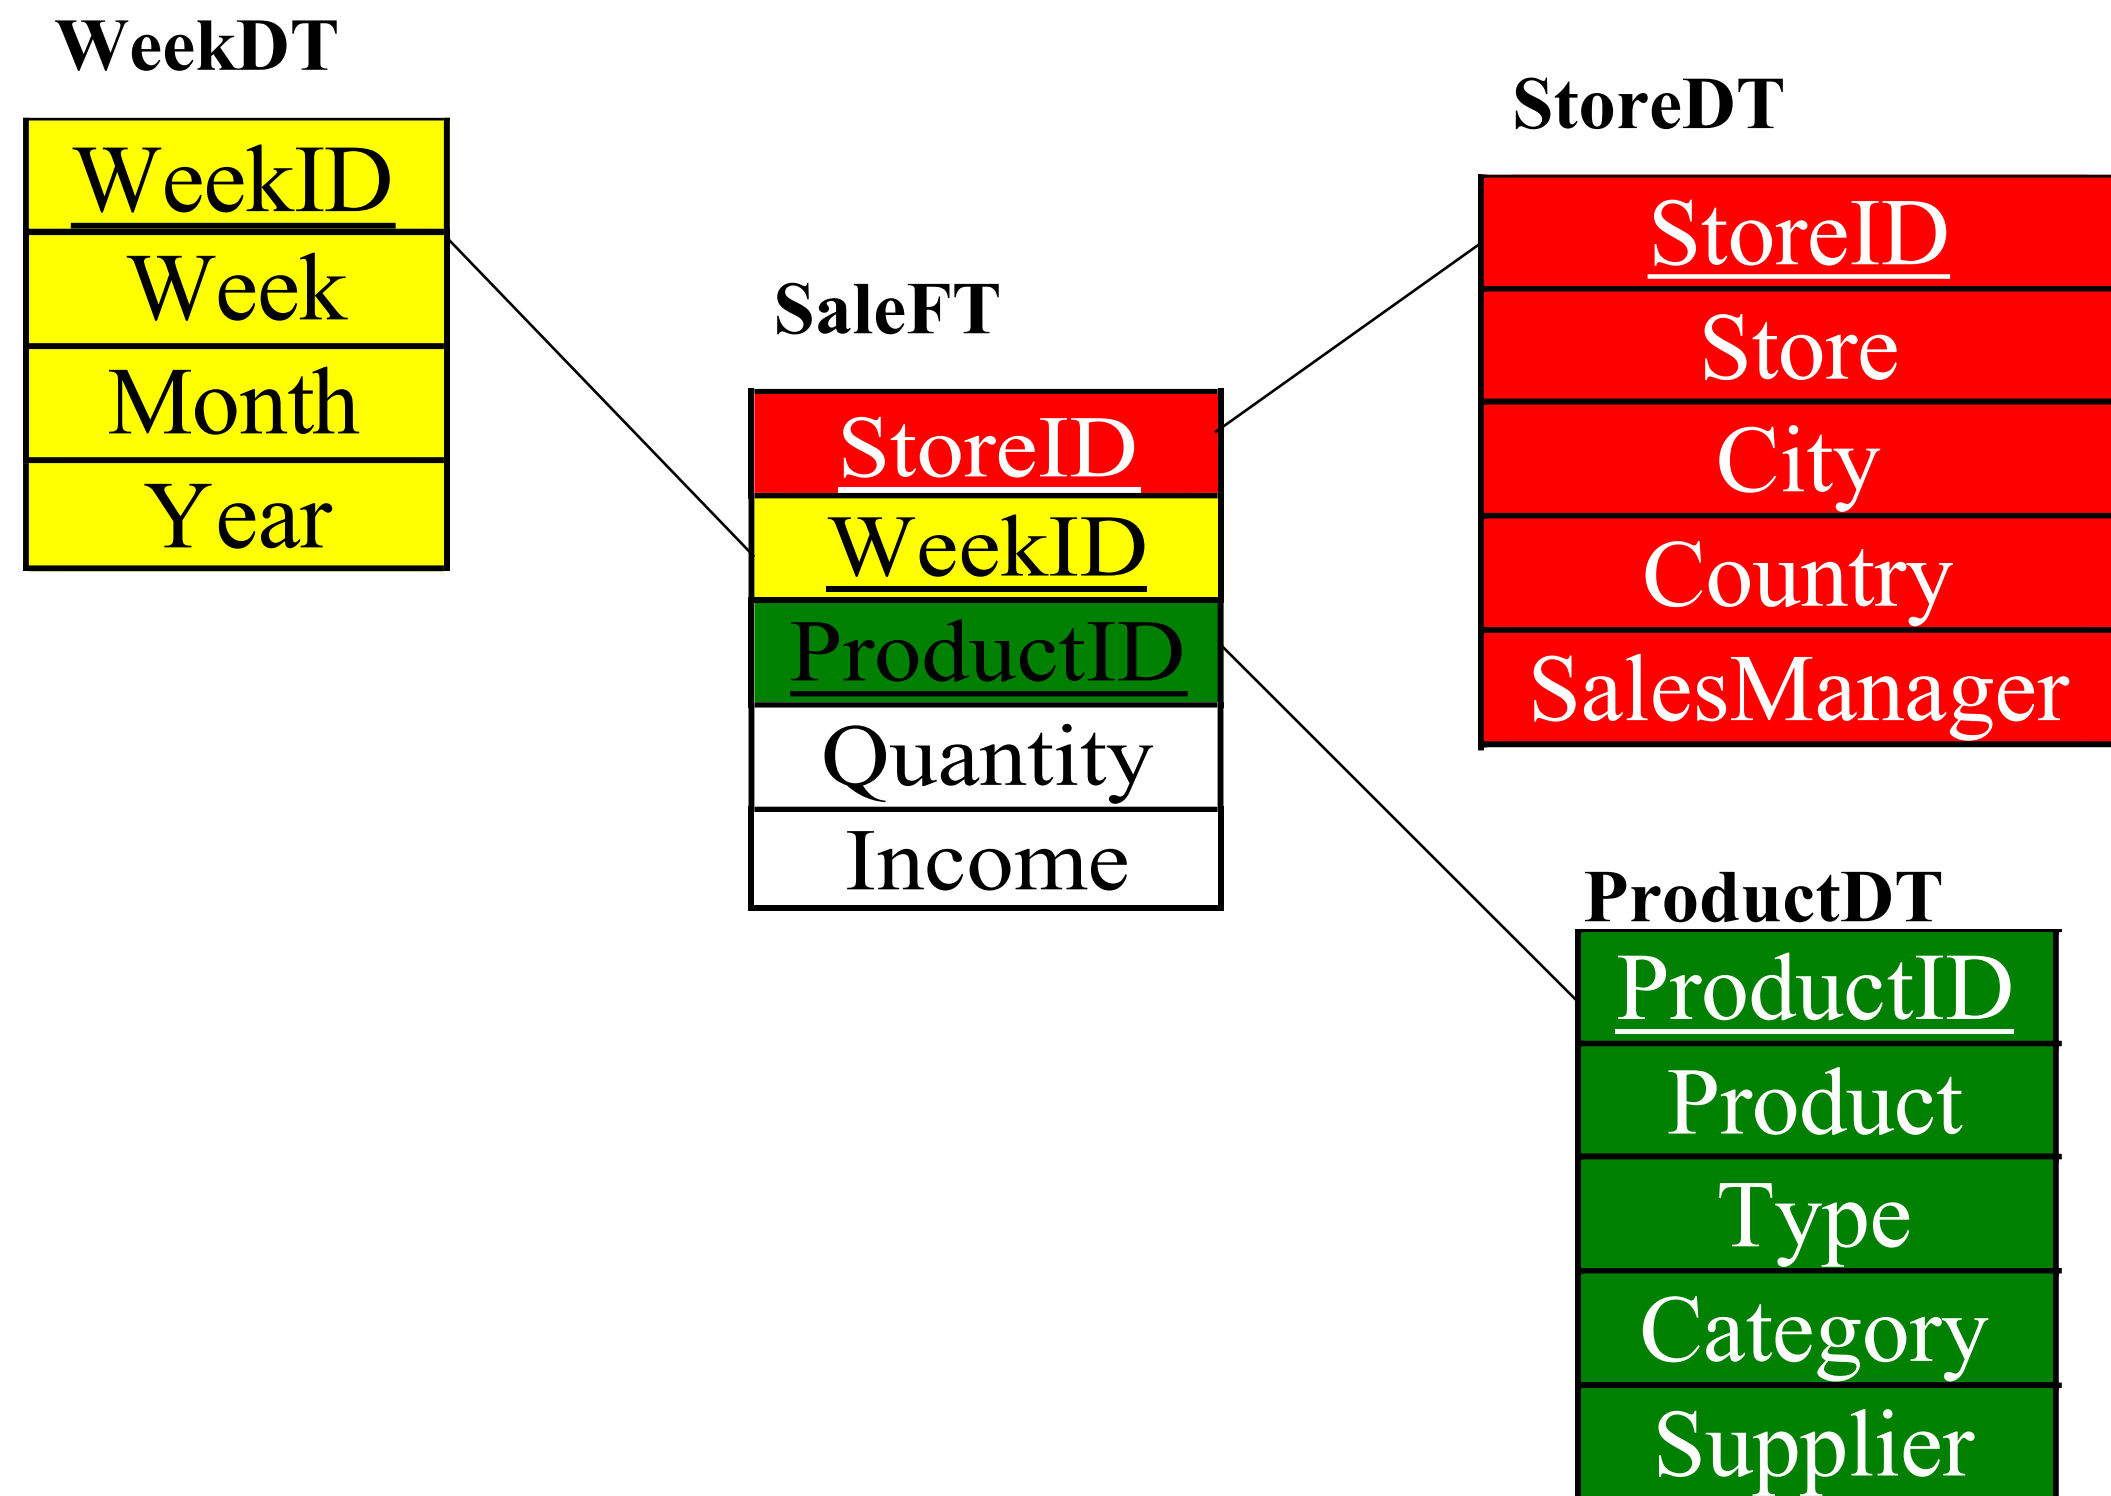 WeekDT
WeekID
Week
Month
Year
SaleFT
StoreID
WeekID
ProductID
Quantity
Income
StoreDT
StoreID
Store
City
Country
SalesManager
ProductDT
ProductID
Product
Type
Category
Supplier